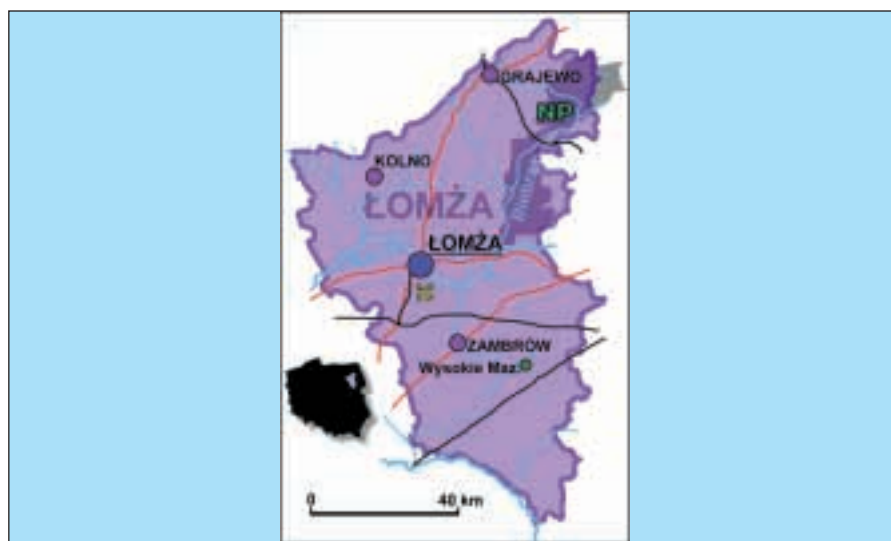 GRAJEWO
NP
KOLNO
ŁOMŻA
ŁOMŻA
ZAMBRÓW
Wysokie Maz.
0 40 km